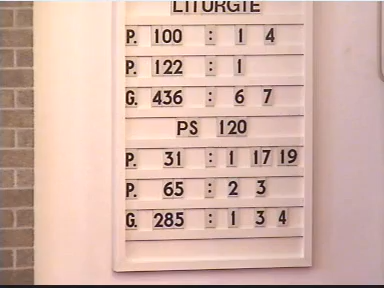 LITURGIE
P. 100 : 1 4
P. 122 : 1
G. 436 : 6 7
PS 120
P. 31 : 1 17 19
P. 65 : 2 3
G. 285 : 1 3 4